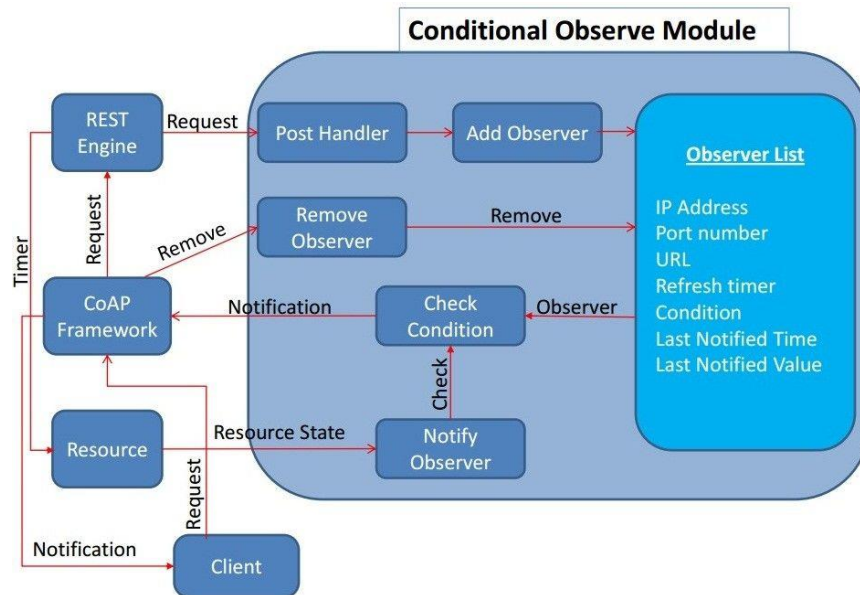 Conditional Observe Module
REST
Engine
Request
Post Handler
Add Observer
Observer List
IP Address
Port number
URL
Refresh timer
Condition
Last Notified Time
Last Notified Value
Request
Remove
Remove
Observer
Remove
Timer
CoAP
Framework
Notification
Check
Condition
Observer
Check
Resource
Resource State
Notify
Observer
Request
Notification
Client